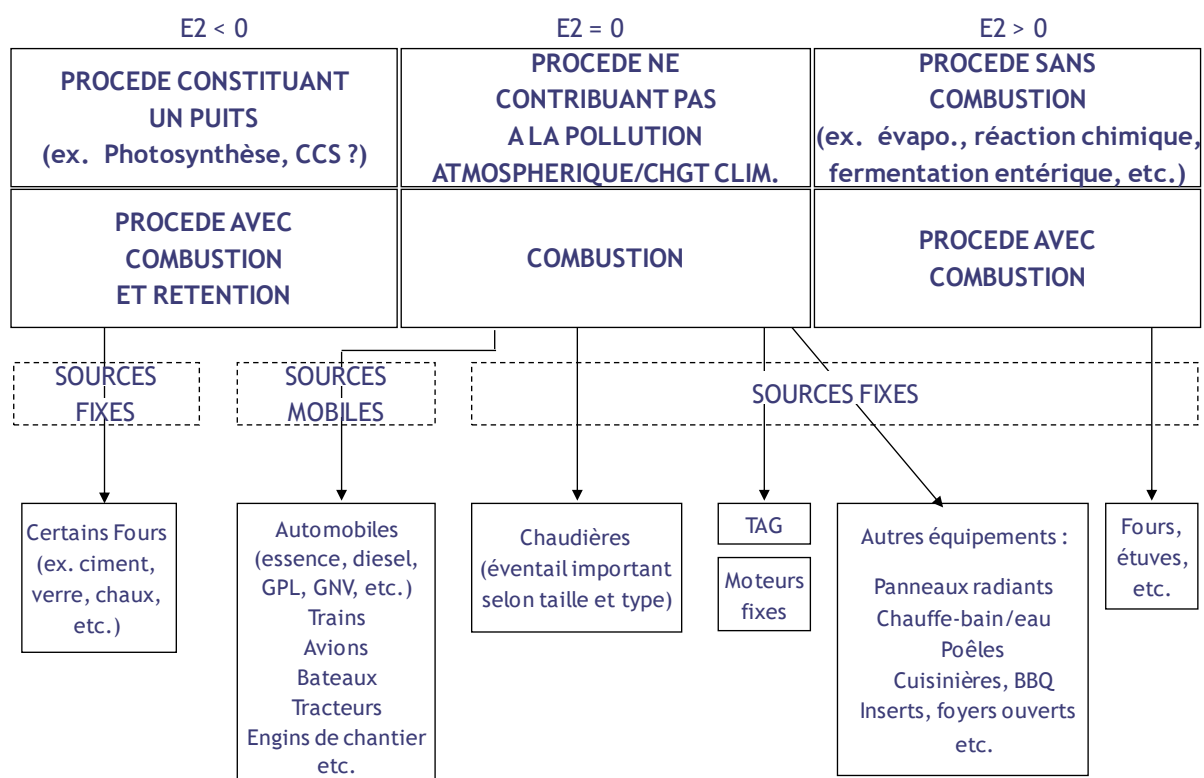 E2 < 0
E2 = 0
E2 > 0
PROCEDE CONSTITUANT
UN PUITS
(ex. Photosynthèse, CCS ?)
PROCEDE NE
CONTRIBUANT PAS
A LA POLLUTION
ATMOSPHERIQUE/CHGT CLIM.
PROCEDE SANS
COMBUSTION
(ex. évapo., réaction chimique,
fermentation entérique, etc.)
PROCEDE AVEC
COMBUSTION
ET RETENTION
COMBUSTION
PROCEDE AVEC
COMBUSTION
SOURCES
FIXES
SOURCES
MOBILES
SOURCES FIXES
Certains Fours
(ex. ciment,
verre, chaux,
etc.)
Automobiles
(essence, diesel,
GPL, GNV, etc.)
Trains
Avions
Bateaux
Tracteurs
Engins de chantier
etc.
Chaudières
(éventail important
selon taille et type)
TAG
Moteurs
fixes
Autres équipements :
Panneaux radiants
Chauffe-bain/eau
Poêles
Cuisinières, BBQ
Inserts, foyers ouverts
etc.
Fours,
étuves,
etc.